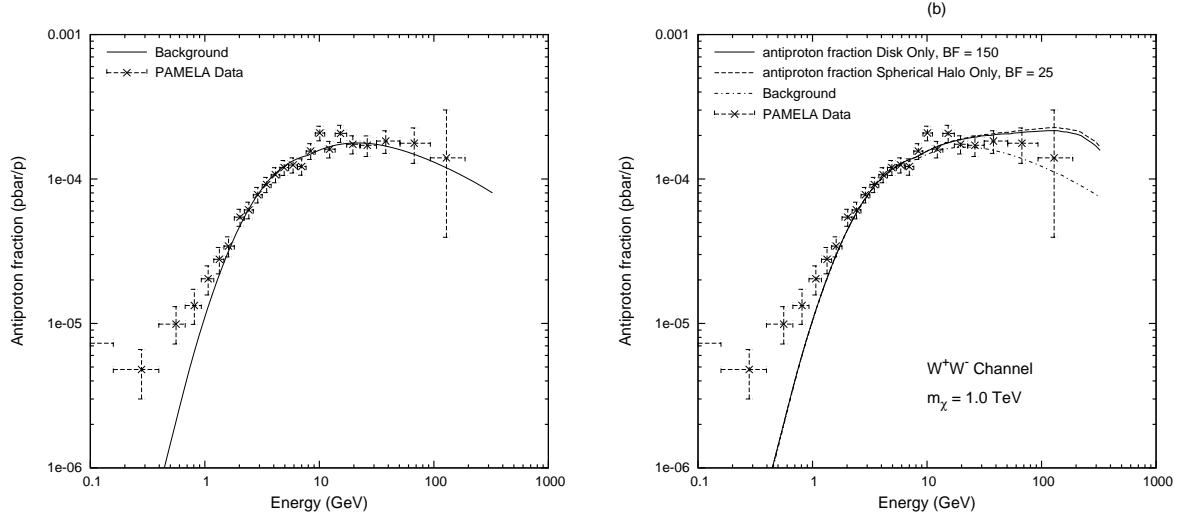 0.001
1e-04
1e-05
1e-06
0.1
1
10
100
1000
Antiproton fraction (pbar/p)
Energy (GeV)
Background
PAMELA Data
(b)
0.001
1e-04
1e-05
1e-06
0.1
1
10
100
1000
Antiproton fraction (pbar/p)
Energy (GeV)
antiproton fraction Disk Only, BF = 150
antiproton fraction Spherical Halo Only, BF = 25
Background
PAMELA Data
W⁺W⁻ Channel
mχ = 1.0 TeV